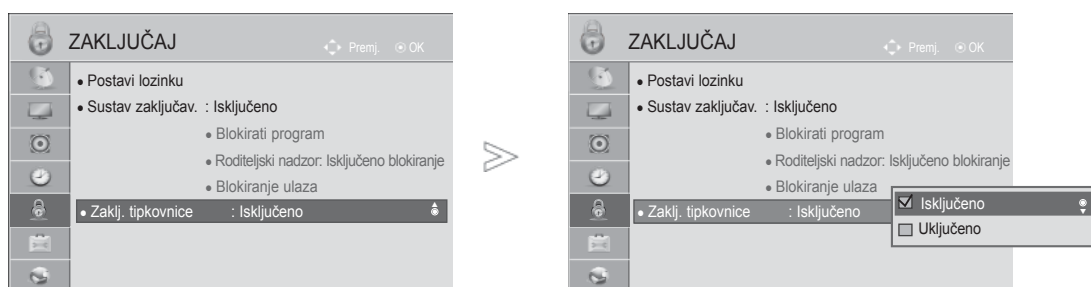 ZAKLJUČAJ
Premj. OK
• Postavi lozinku
• Sustav zaključav. : Isključeno
• Blokirati program
• Roditeljski nadzor: Isključeno blokiranje
• Blokiranje ulaza
• Zaklj. tipkovnice : Isključeno
ZAKLJUČAJ
Premj. OK
• Postavi lozinku
• Sustav zaključav. : Isključeno
• Blokirati program
• Roditeljski nadzor: Isključeno blokiranje
• Blokiranje ulaza
• Zaklj. tipkovnice : Isključeno
Isključeno
Uključeno